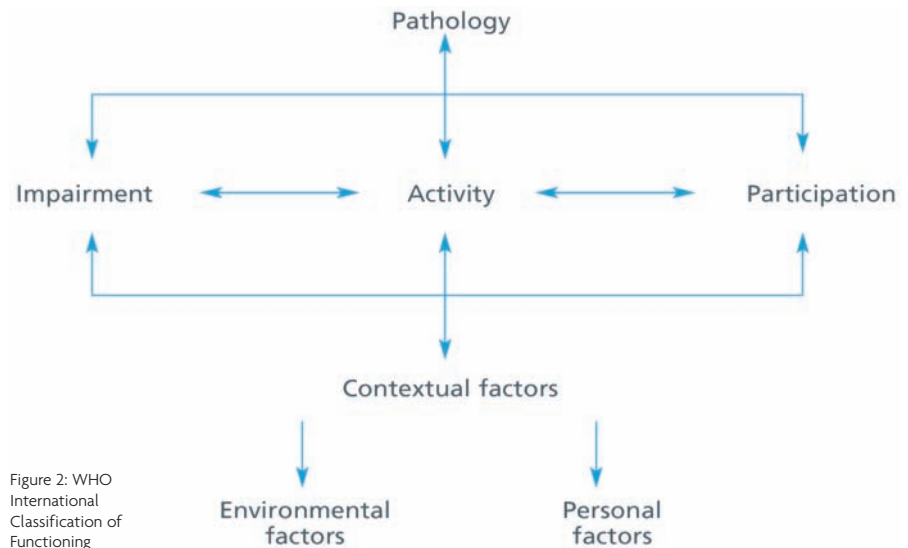 Pathology
Impairment
Activity
Participation
Contextual factors
Environmental
factors
Personal
factors
Figure 2: WHO
International
Classification of
Functioning